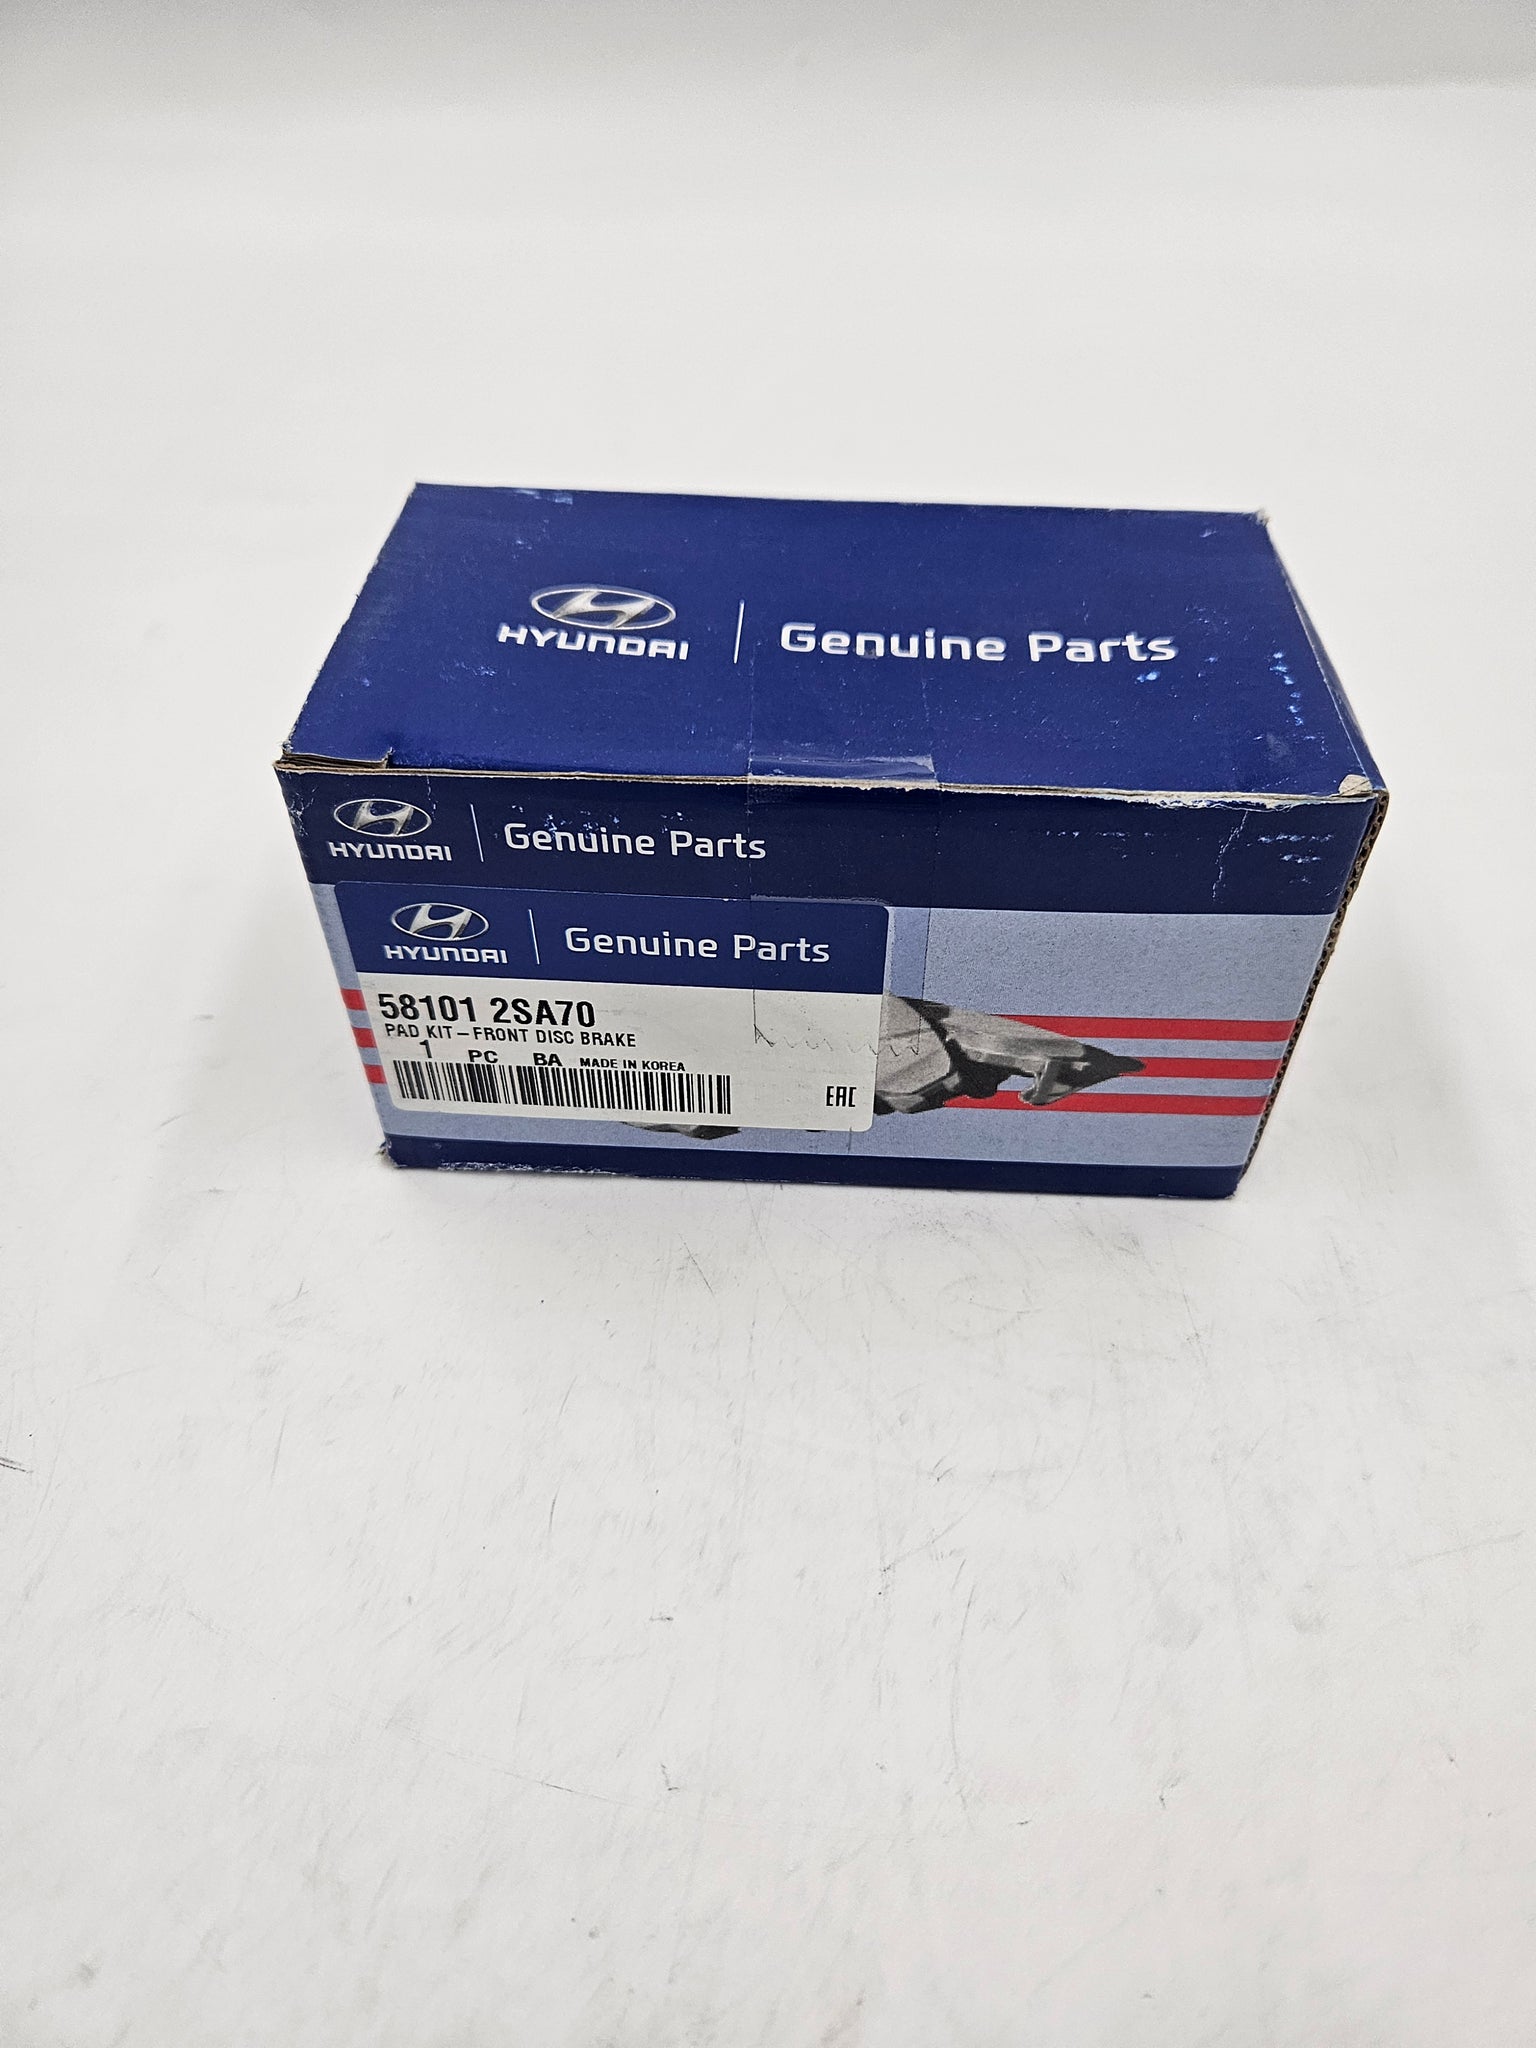 HYUNDAI Genuine Parts
HYUNDAI Genuine Parts
HYUNDAI Genuine Parts
58101 2SA70
PAD KIT-FRONT DISC BRAKE
1 PC BA MADE IN KOREA
EAC